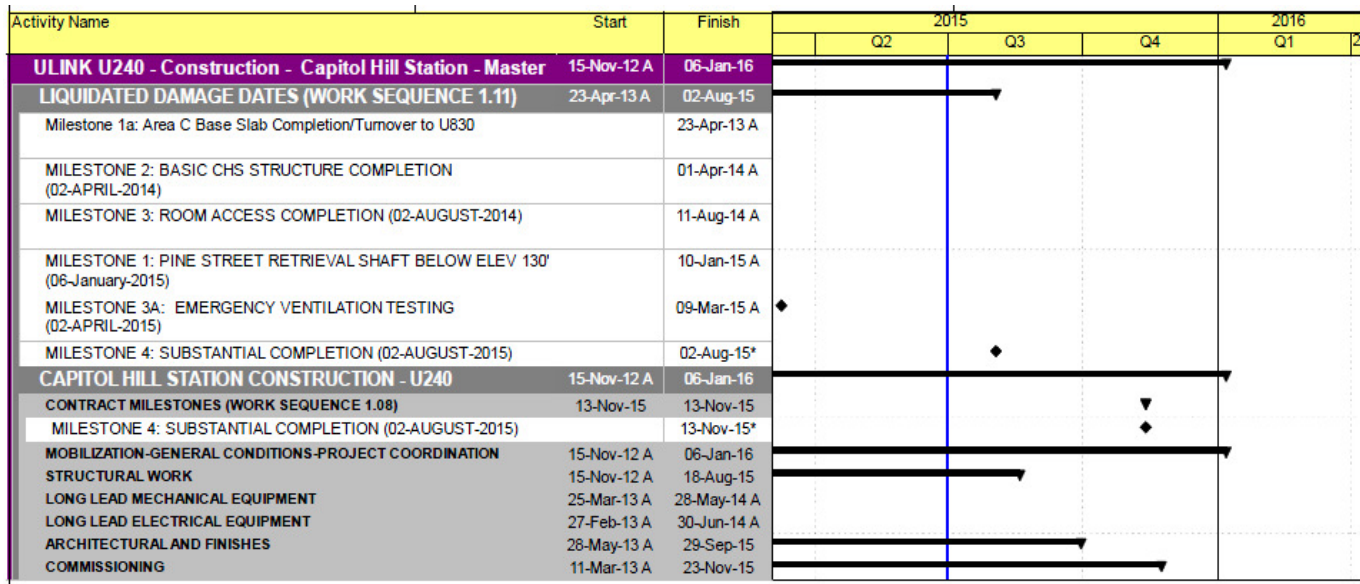 Activity Name Start Finish 2015 2016
Q2 Q3 Q4 Q1 2
ULINK U240 - Construction - Capitol Hill Station - Master 15-Nov-12 A 06-Jan-16
LIQUIDATED DAMAGE DATES (WORK SEQUENCE 1.11) 23-Apr-13 A 02-Aug-15
Milestone 1a: Area C Base Slab Completion/Turnover to U830 23-Apr-13 A
MILESTONE 2: BASIC CHS STRUCTURE COMPLETION 01-Apr-14 A
(02-APRIL-2014)
MILESTONE 3: ROOM ACCESS COMPLETION (02-AUGUST-2014) 11-Aug-14 A
MILESTONE 1: PINE STREET RETRIEVAL SHAFT BELOW ELEV 130' 10-Jan-15 A
(06-January-2015)
MILESTONE 3A: EMERGENCY VENTILATION TESTING 09-Mar-15 A
(02-APRIL-2015)
MILESTONE 4: SUBSTANTIAL COMPLETION (02-AUGUST-2015) 02-Aug-15*
CAPITOL HILL STATION CONSTRUCTION - U240 15-Nov-12 A 06-Jan-16
CONTRACT MILESTONES (WORK SEQUENCE 1.08) 13-Nov-15 13-Nov-15
MILESTONE 4: SUBSTANTIAL COMPLETION (02-AUGUST-2015) 13-Nov-15*
MOBILIZATION-GENERAL CONDITIONS-PROJECT COORDINATION 15-Nov-12 A 06-Jan-16
STRUCTURAL WORK 15-Nov-12 A 18-Aug-15
LONG LEAD MECHANICAL EQUIPMENT 25-Mar-13 A 28-May-14 A
LONG LEAD ELECTRICAL EQUIPMENT 27-Feb-13 A 30-Jun-14 A
ARCHITECTURAL AND FINISHES 28-May-13 A 29-Sep-15
COMMISSIONING 11-Mar-13 A 23-Nov-15